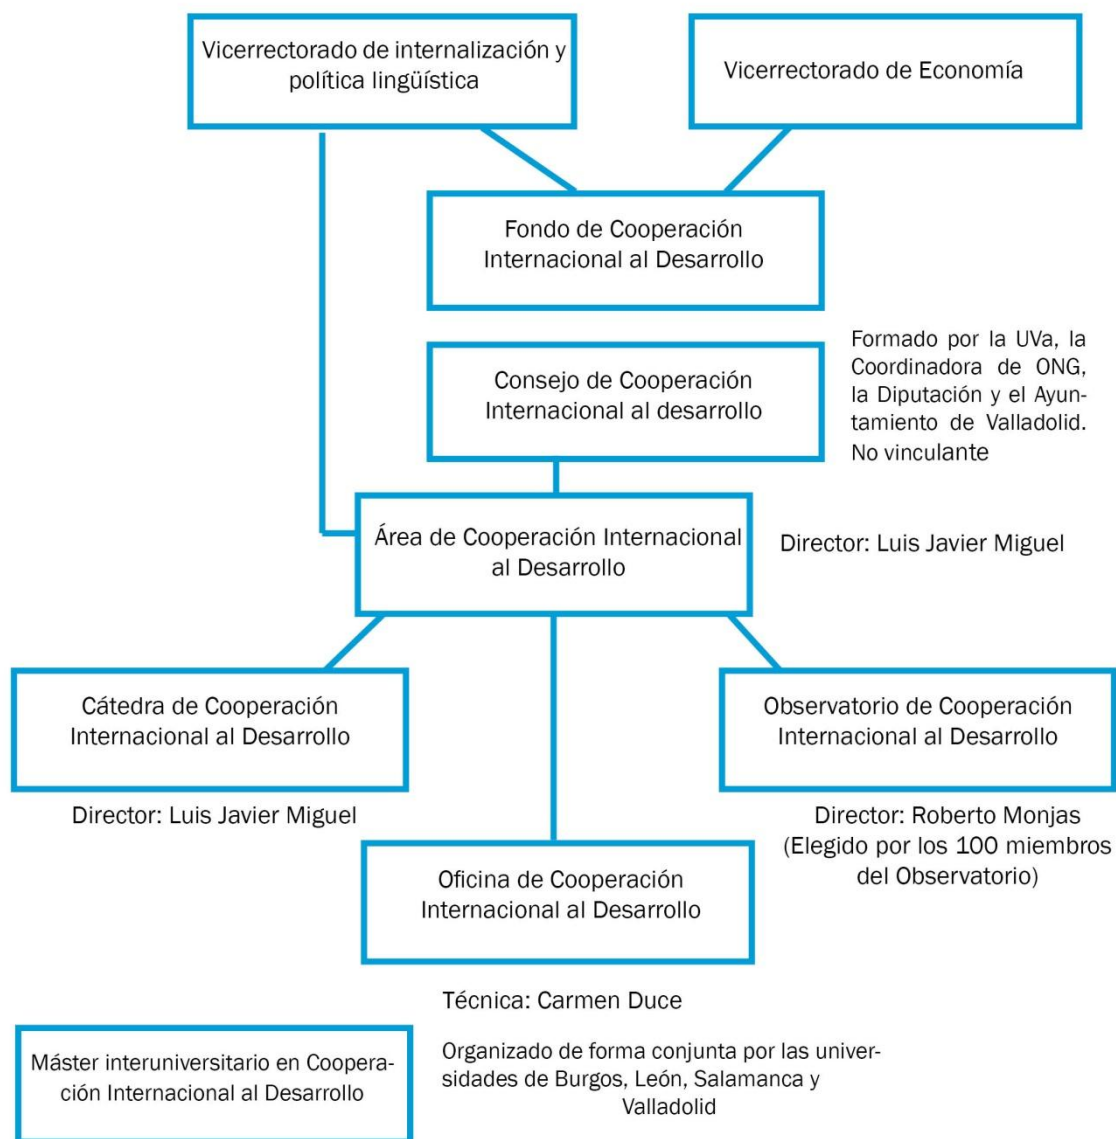 Vicerrectorado de internalización y
política lingüística
Vicerrectorado de Economía
Fondo de Cooperación
Internacional al Desarrollo
Consejo de Cooperación
Internacional al desarrollo
Formado por la UVa, la
Coordinadora de ONG,
la Diputación y el Ayun-
tamiento de Valladolid.
No vinculante
Área de Cooperación Internacional
al Desarrollo
Director: Luis Javier Miguel
Cátedra de Cooperación
Internacional al Desarrollo
Director: Luis Javier Miguel
Observatorio de Cooperación
Internacional al Desarrollo
Director: Roberto Monjas
(Elegido por los 100 miembros
del Observatorio)
Oficina de Cooperación
Internacional al Desarrollo
Técnica: Carmen Duce
Máster interuniversitario en Coopera-
ción Internacional al Desarrollo
Organizado de forma conjunta por las univer-
sidades de Burgos, León, Salamanca y
Valladolid